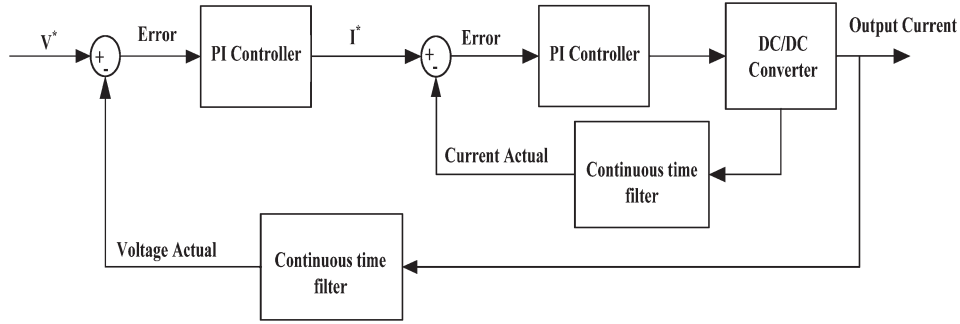 V*
+
-
Error
PI Controller
I*
+
-
Error
PI Controller
DC/DC
Converter
Output Current
Current Actual
Continuous time
filter
Voltage Actual
Continuous time
filter